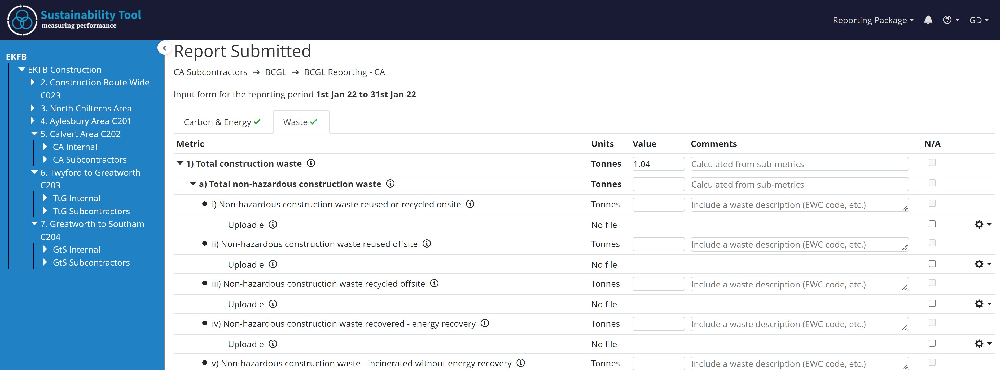 Sustainability Tool
measuring performance
Reporting Package
GD
EKFB
EKFB Construction
2. Construction Route Wide
C023
3. North Chilterns Area
4. Aylesbury Area C201
5. Calvert Area C202
CA Internal
CA Subcontractors
6. Twyford to Greatworth
C203
TtG Internal
TtG Subcontractors
7. Greatworth to Southam
C204
GtS Internal
GtS Subcontractors
Report Submitted
CA Subcontractors → BCGL → BCGL Reporting - CA
Input form for the reporting period 1st Jan 22 to 31st Jan 22
Carbon & Energy Waste
Metric Units Value Comments N/A
1) Total construction waste Tonnes 1.04 Calculated from sub-metrics
a) Total non-hazardous construction waste Tonnes Calculated from sub-metrics
i) Non-hazardous construction waste reused or recycled onsite Tonnes Include a waste description (EWC code, etc.)
Upload e No file
ii) Non-hazardous construction waste reused offsite Tonnes Include a waste description (EWC code, etc.)
Upload e No file
iii) Non-hazardous construction waste recycled offsite Tonnes Include a waste description (EWC code, etc.)
Upload e No file
iv) Non-hazardous construction waste recovered - energy recovery Tonnes Include a waste description (EWC code, etc.)
Upload e No file
v) Non-hazardous construction waste - incinerated without energy recovery Tonnes Include a waste description (EWC code, etc.)